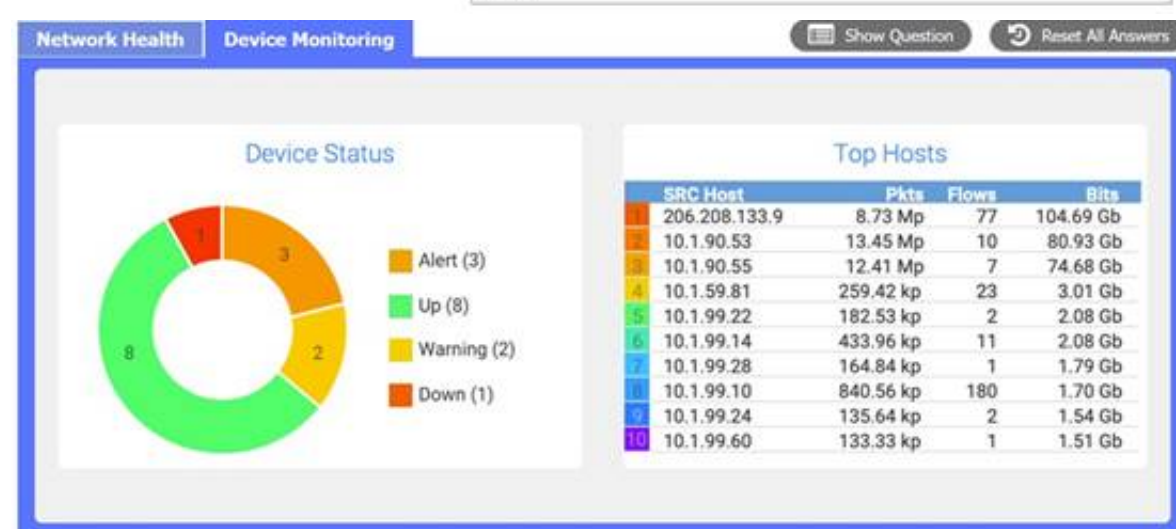 Network Health Device Monitoring Show Question Reset All Answers
Device Status
1
3
8
2
Alert (3)
Up (8)
Warning (2)
Down (1)
Top Hosts
SRC Host Pkts Flows Bits
1 206.208.133.9 8.73 Mp 77 104.69 Gb
2 10.1.90.53 13.45 Mp 10 80.93 Gb
3 10.1.90.55 12.41 Mp 7 74.68 Gb
4 10.1.59.81 259.42 kp 23 3.01 Gb
5 10.1.99.22 182.53 kp 2 2.08 Gb
6 10.1.99.14 433.96 kp 11 2.08 Gb
7 10.1.99.28 164.84 kp 1 1.79 Gb
8 10.1.99.10 840.56 kp 180 1.70 Gb
9 10.1.99.24 135.64 kp 2 1.54 Gb
10 10.1.99.60 133.33 kp 1 1.51 Gb